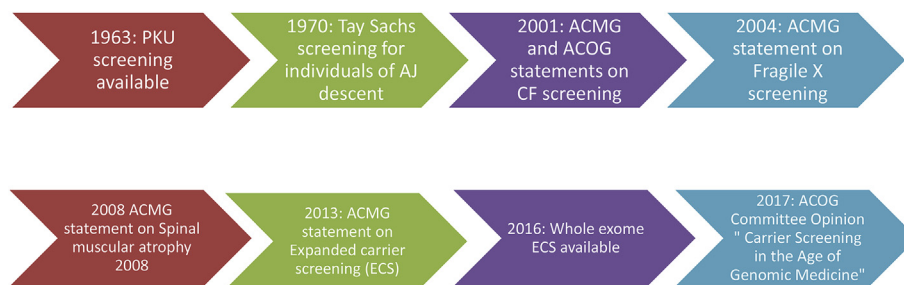 1963: PKU
screening
available
1970: Tay Sachs
screening for
individuals of AJ
descent
2001: ACMG
and ACOG
statements on
CF screening
2004: ACMG
statement on
Fragile X
screening
2008 ACMG
statement on Spinal
muscular atrophy
2008
2013: ACMG
statement on
Expanded carrier
screening (ECS)
2016: Whole exome
ECS available
2017: ACOG
Committee Opinion
" Carrier Screening
in the Age of
Genomic Medicine"